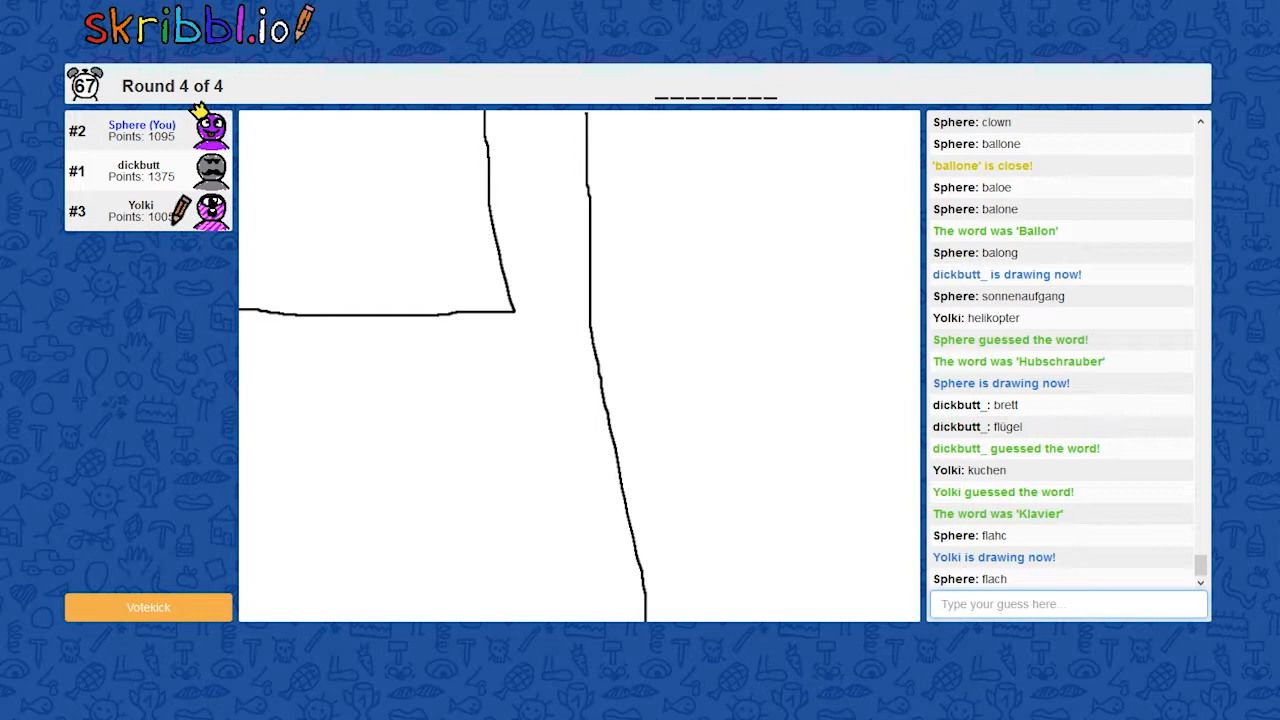 skribbl.io
67
Round 4 of 4
________
#2
Sphere (You)
Points: 1095
#1
dickbutt
Points: 1375
#3
Yolki
Points: 1005
Votekick
Sphere: clown
Sphere: ballone
'ballone' is close!
Sphere: baloe
Sphere: balone
The word was 'Ballon'
Sphere: balong
dickbutt_ is drawing now!
Sphere: sonnenaufgang
Yolki: helikopter
Sphere guessed the word!
The word was 'Hubschrauber'
Sphere is drawing now!
dickbutt_: brett
dickbutt_: flügel
dickbutt_ guessed the word!
Yolki: kuchen
Yolki guessed the word!
The word was 'Klavier'
Sphere: flahc
Yolki is drawing now!
Sphere: flach
Type your guess here...